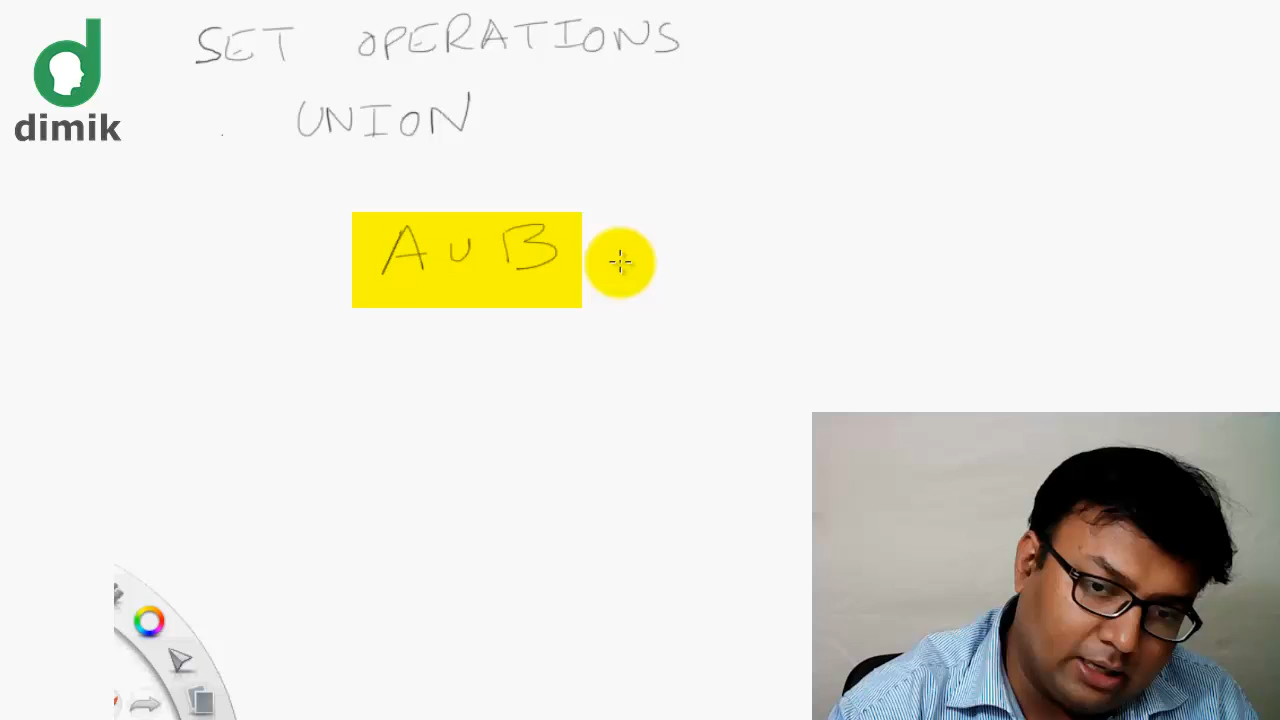 dimik
SET OPERATIONS
UNION
A ∪ B